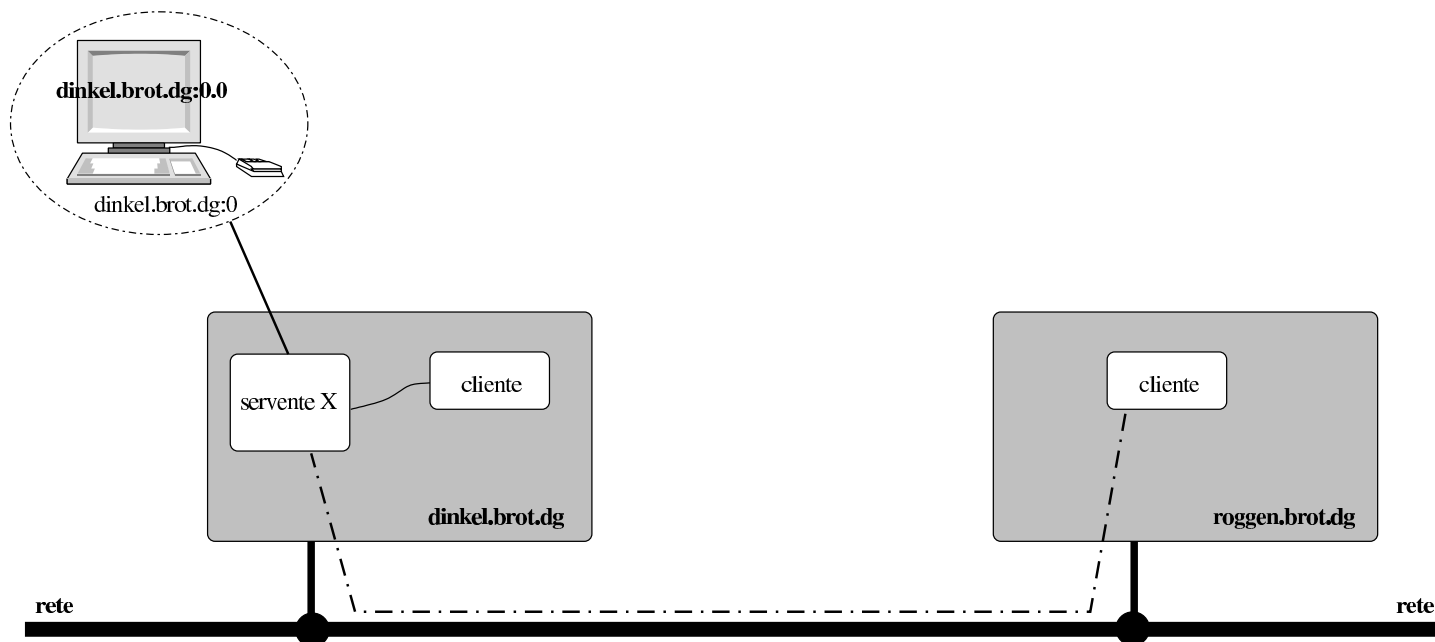 dinkel.brot.dg:0.0
dinkel.brot.dg:0
servente X
cliente
dinkel.brot.dg
cliente
roggen.brot.dg
rete
rete